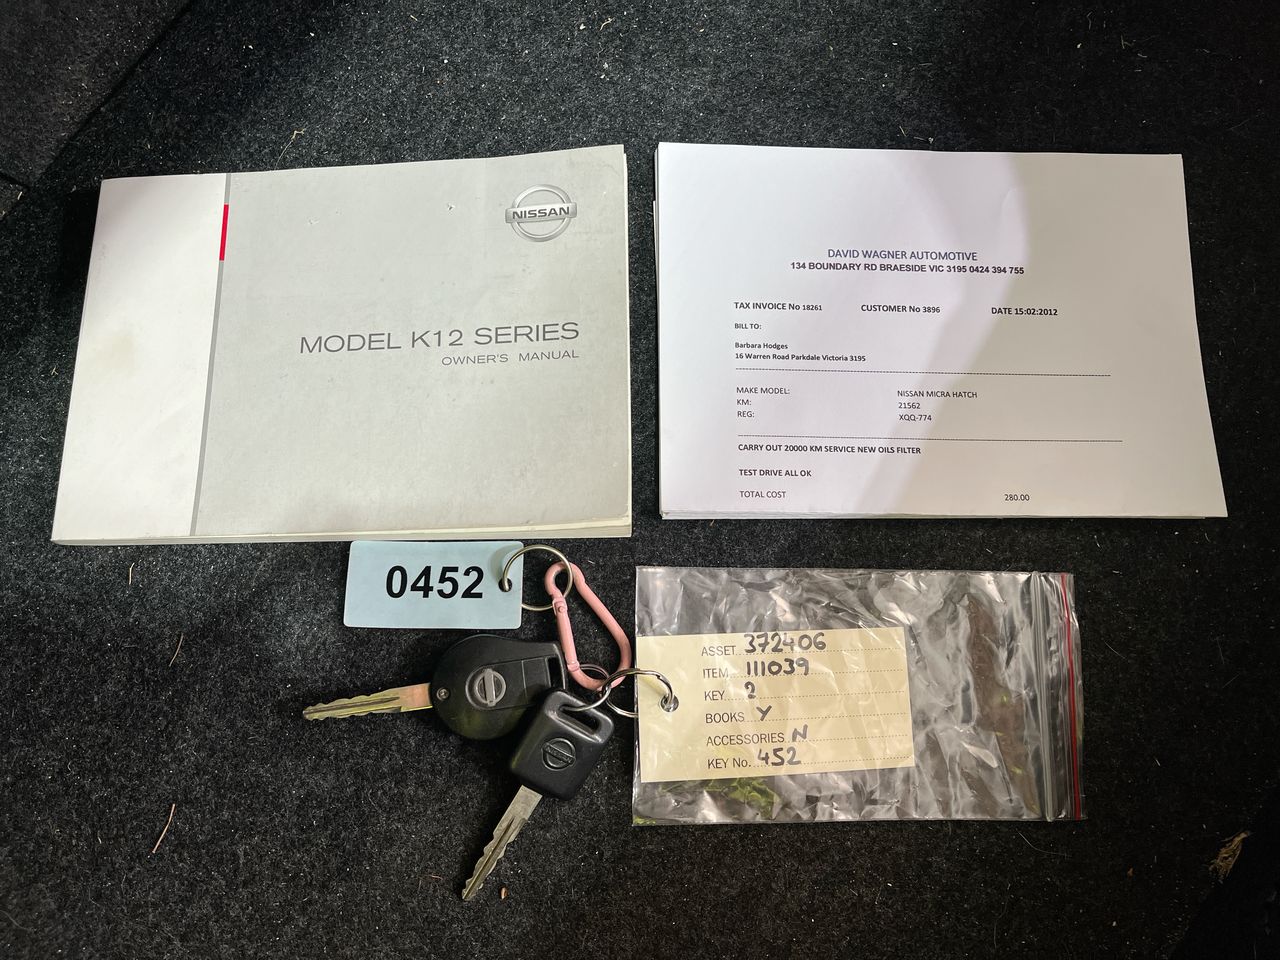 NISSAN
MODEL K12 SERIES
OWNER'S MANUAL
DAVID WAGNER AUTOMOTIVE
134 BOUNDARY RD BRAESIDE VIC 3195 0424 394 755
TAX INVOICE No 18261 CUSTOMER No 3896 DATE 15:02:2012
BILL TO:
Barbara Hodges
16 Warren Road Parkdale Victoria 3195
MAKE MODEL: NISSAN MICRA HATCH
KM: 21562
REG: XQQ-774
CARRY OUT 20000 KM SERVICE NEW OILS FILTER
TEST DRIVE ALL OK
TOTAL COST 280.00
0452
ASSET 372406
ITEM 111039
KEY 2
BOOKS Y
ACCESSORIES N
KEY No. 452